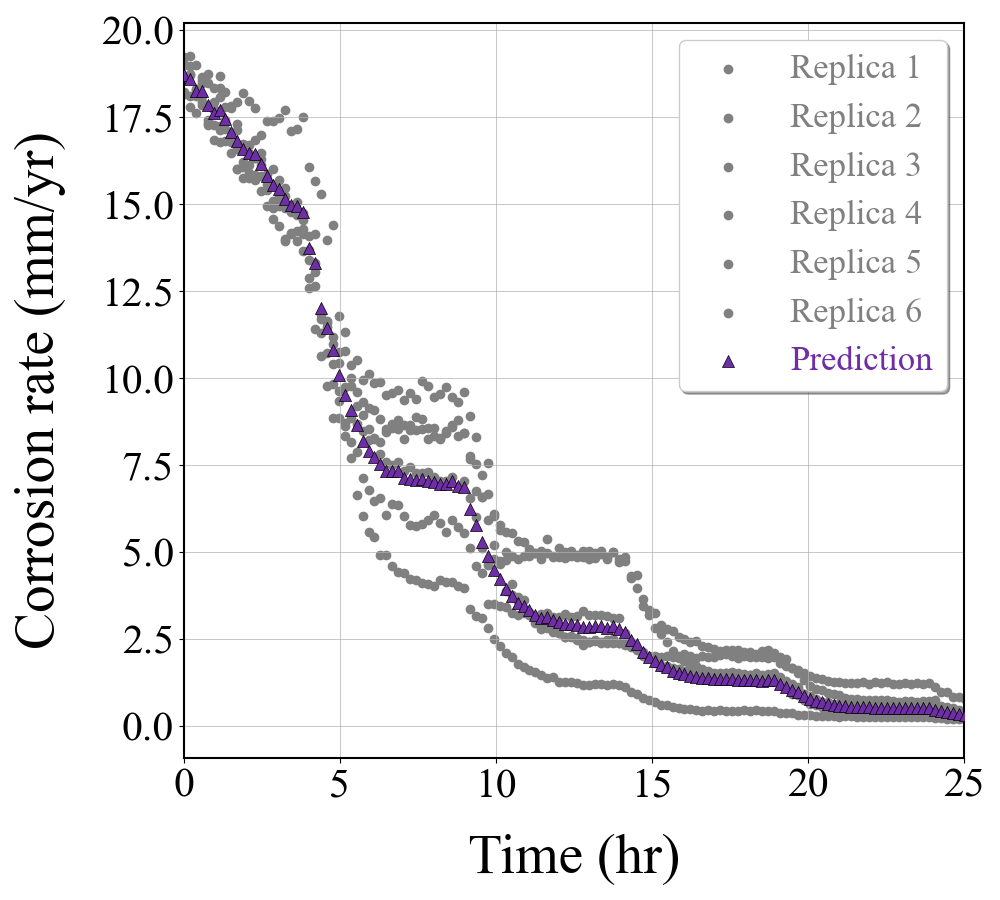 20.0
17.5
15.0
12.5
10.0
7.5
5.0
2.5
0.0
0 5 10 15 20 25
Corrosion rate (mm/yr)
Time (hr)
Replica 1
Replica 2
Replica 3
Replica 4
Replica 5
Replica 6
Prediction